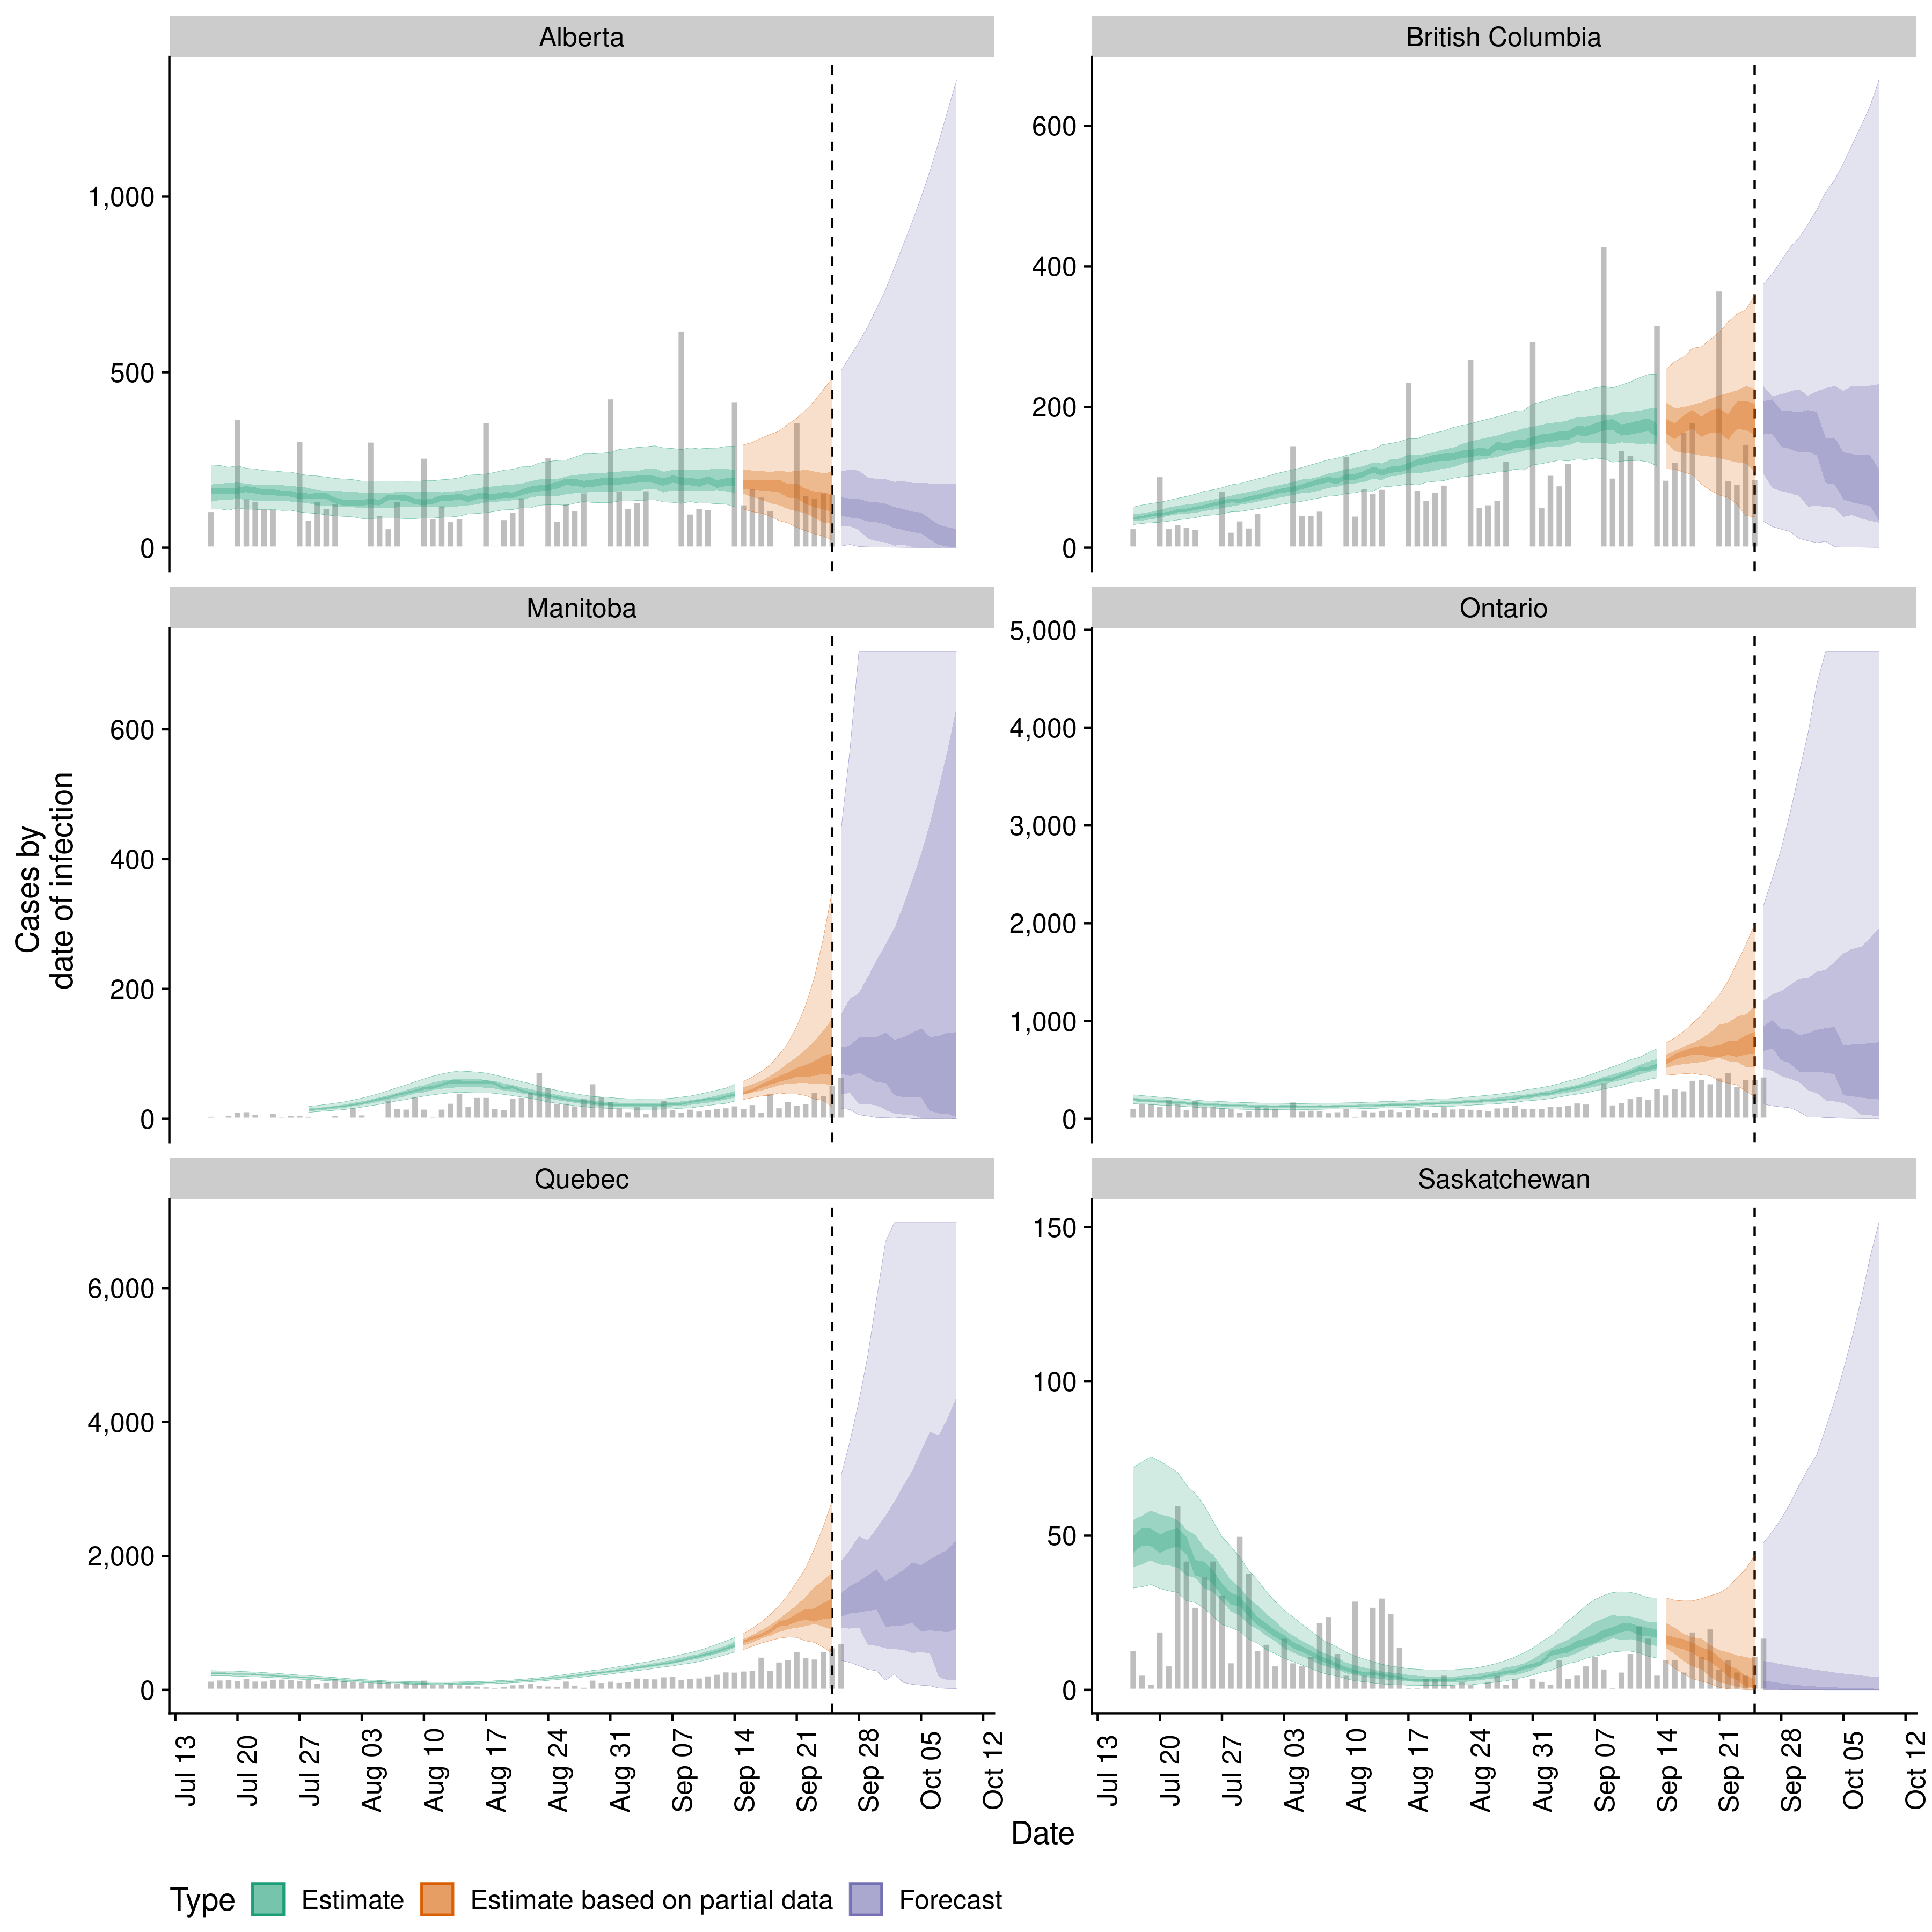 Alberta
British Columbia
1,000
500
0
600
400
200
0
Manitoba
Ontario
600
400
200
0
5,000
4,000
3,000
2,000
1,000
0
Cases by
date of infection
Quebec
Saskatchewan
6,000
4,000
2,000
0
150
100
50
0
Jul 13
Jul 20
Jul 27
Aug 03
Aug 10
Aug 17
Aug 24
Aug 31
Sep 07
Sep 14
Sep 21
Sep 28
Oct 05
Oct 12
Jul 13
Jul 20
Jul 27
Aug 03
Aug 10
Aug 17
Aug 24
Aug 31
Sep 07
Sep 14
Sep 21
Sep 28
Oct 05
Oct 12
Date
Type Estimate Estimate based on partial data Forecast